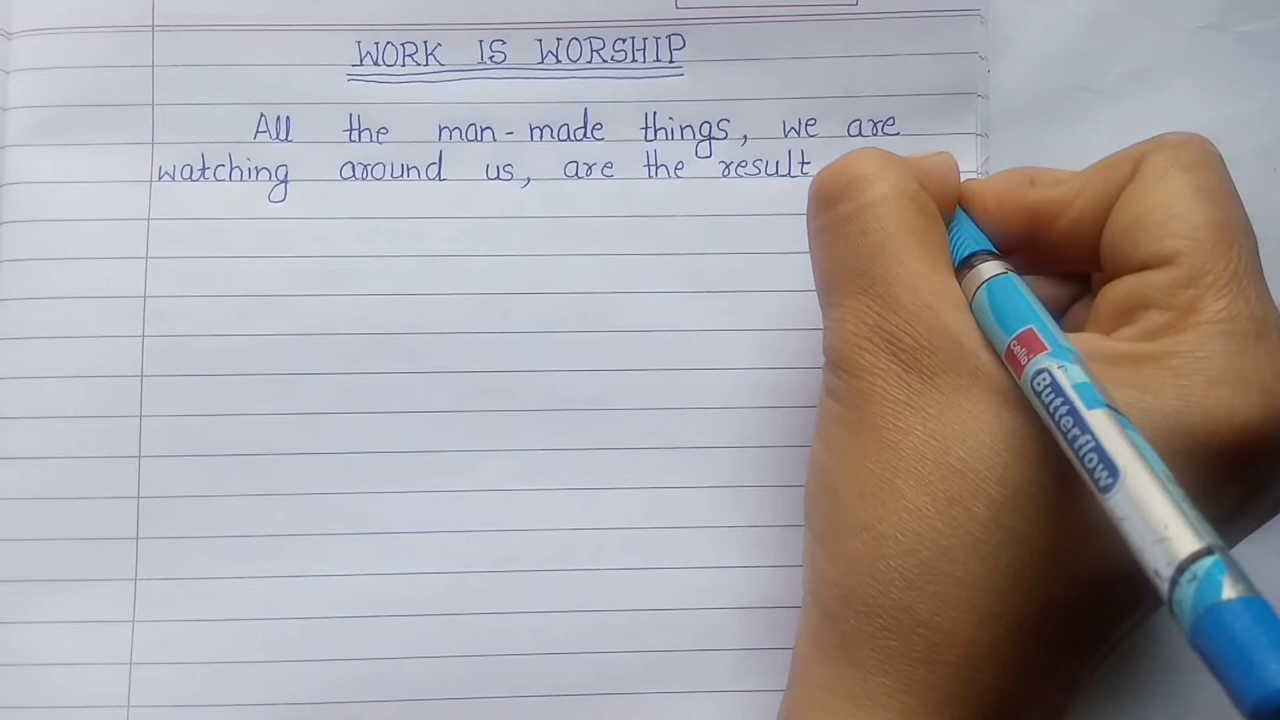 WORK IS WORSHIP
All the man-made things, we are
watching around us, are the result
cello
Butterflow